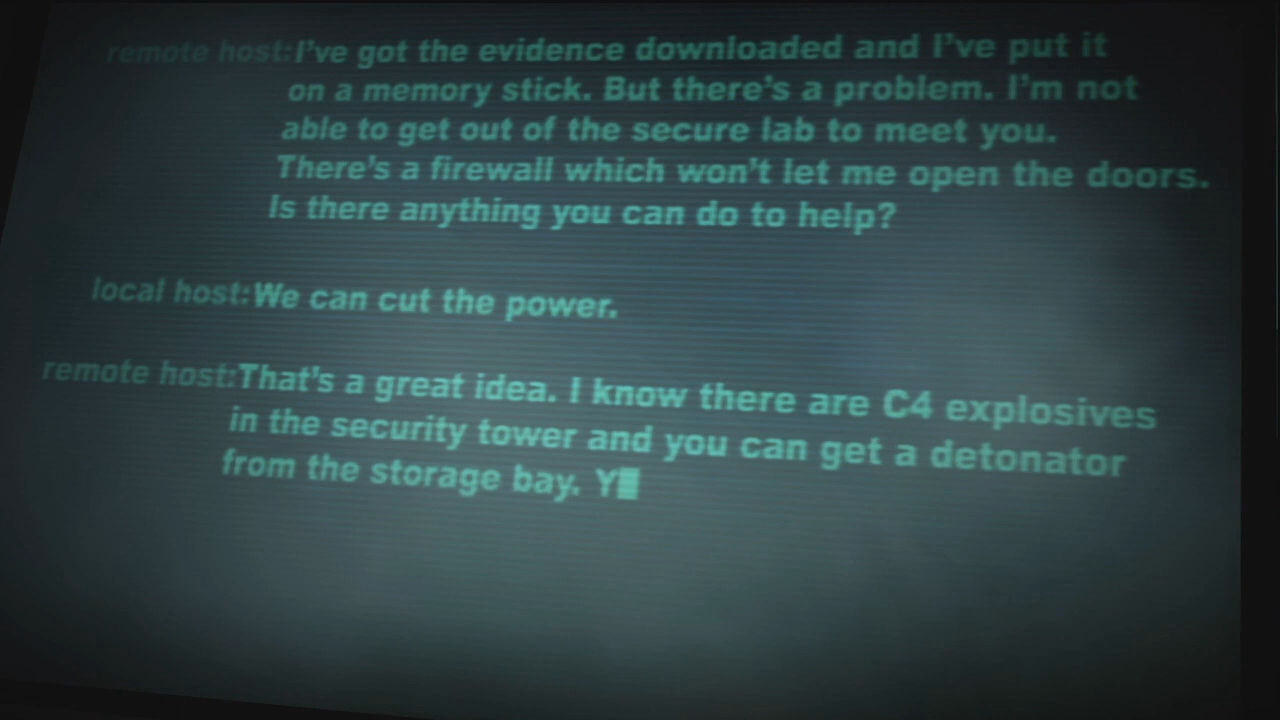 remote host:I've got the evidence downloaded and I've put it
on a memory stick. But there's a problem. I'm not
able to get out of the secure lab to meet you.
There's a firewall which won't let me open the doors.
Is there anything you can do to help?
local host:We can cut the power.
remote host:That's a great idea. I know there are C4 explosives
in the security tower and you can get a detonator
from the storage bay. Y